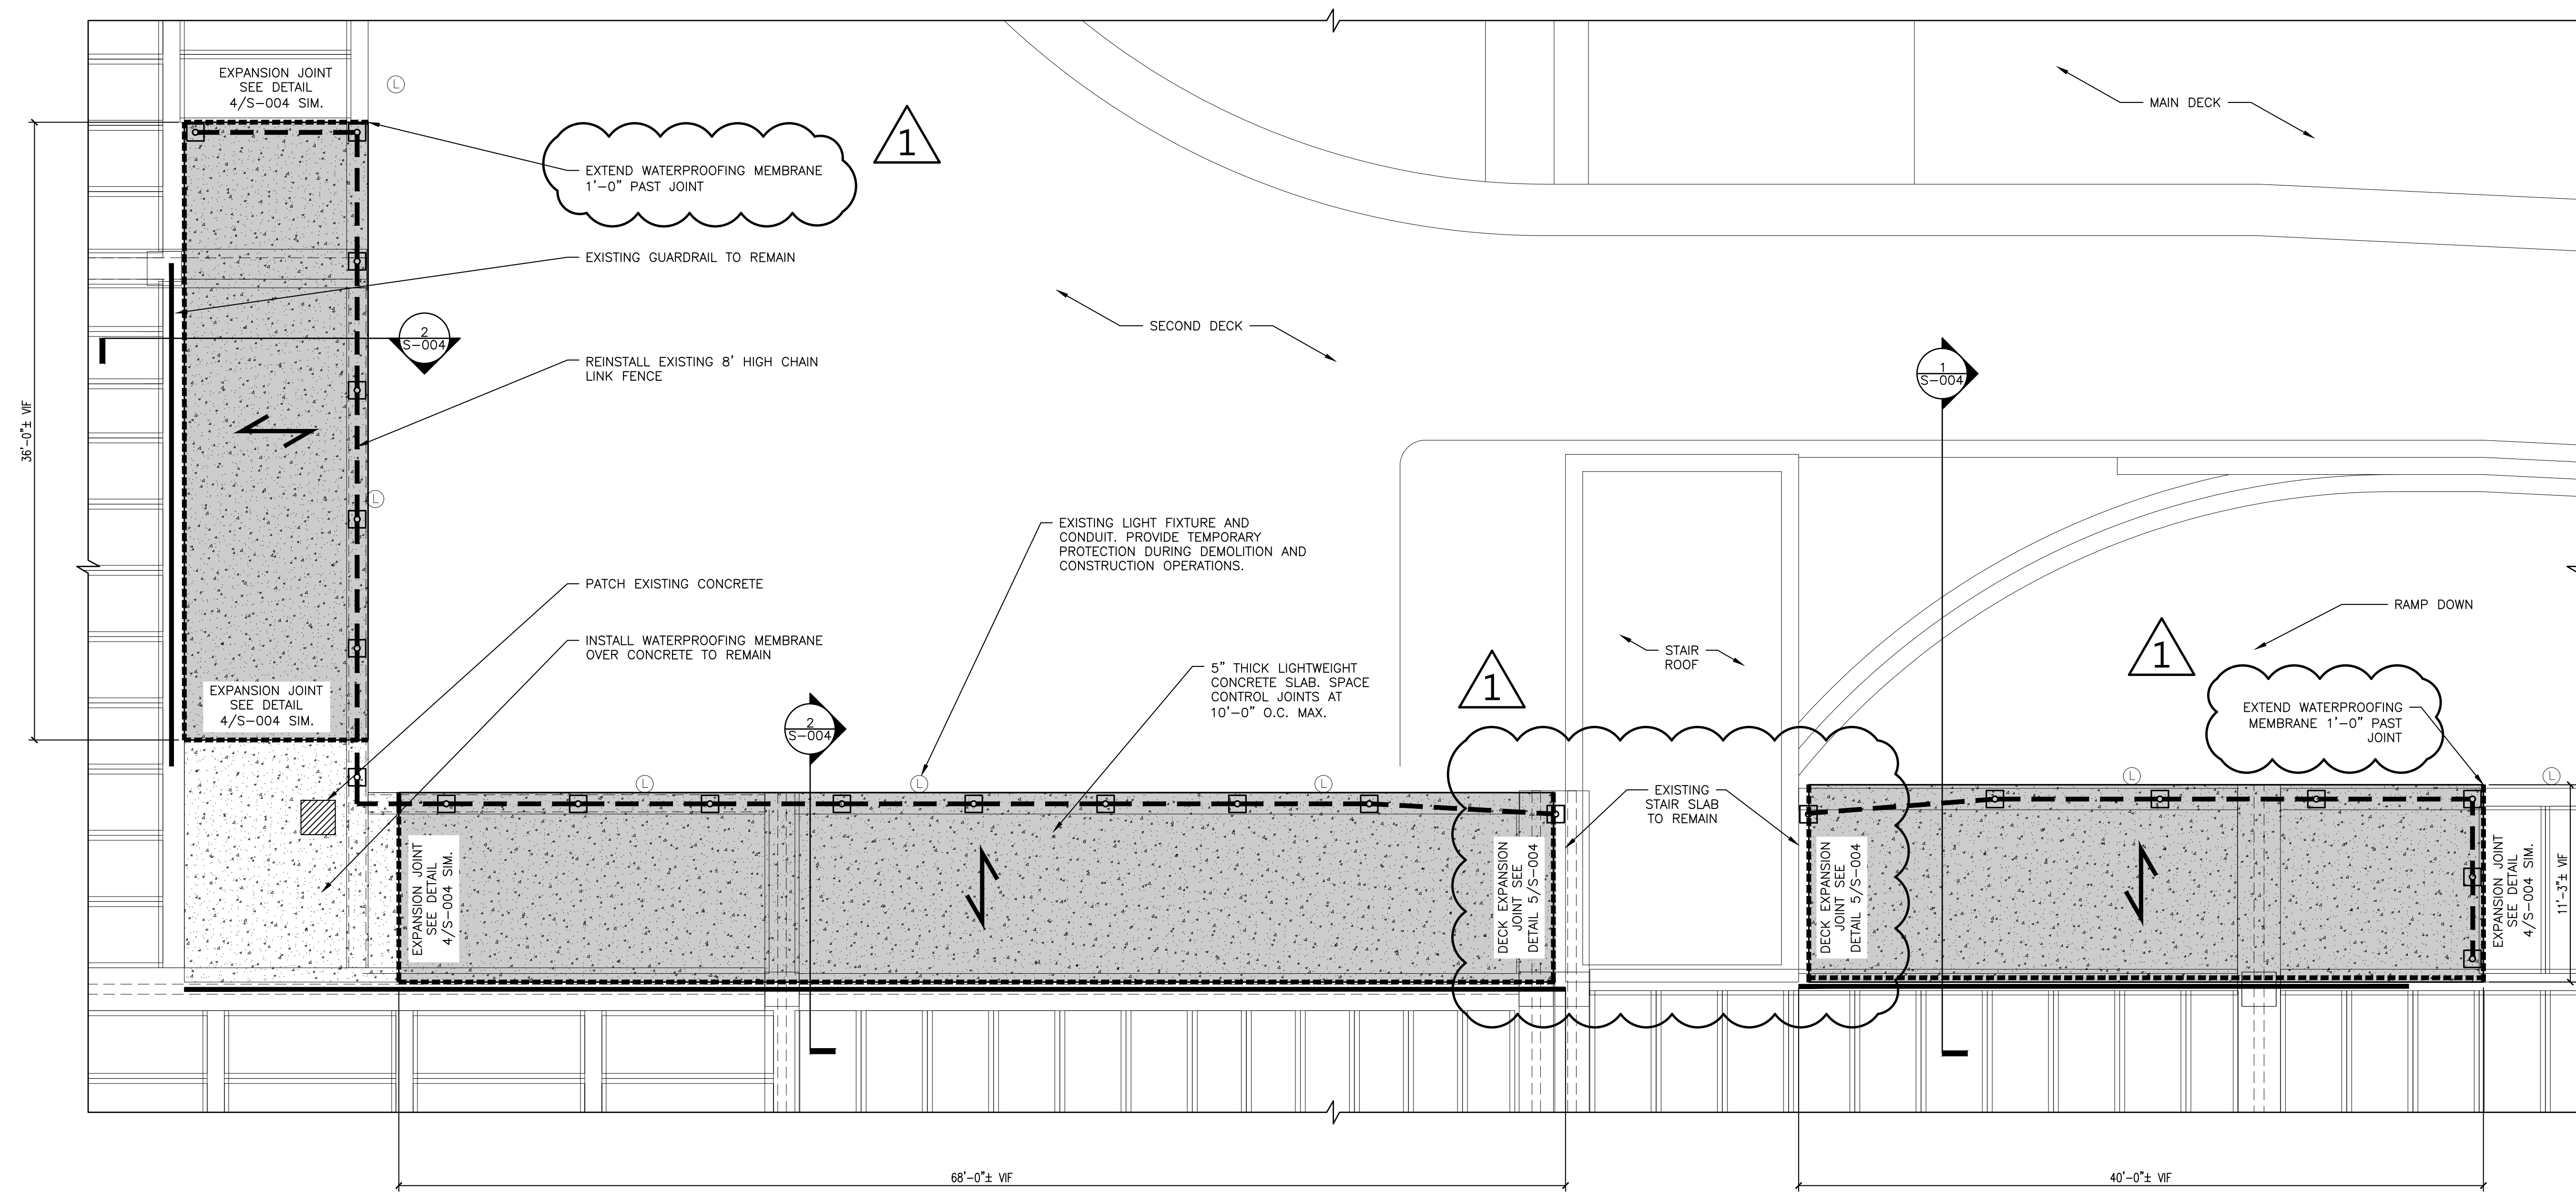 EXPANSION JOINT
SEE DETAIL
4/S-004 SIM.
L
EXTEND WATERPROOFING MEMBRANE
1'-0" PAST JOINT
1
MAIN DECK
EXISTING GUARDRAIL TO REMAIN
2
S-004
SECOND DECK
REINSTALL EXISTING 8' HIGH CHAIN
LINK FENCE
1
S-004
36'-0"± VIF
L
EXISTING LIGHT FIXTURE AND
CONDUIT. PROVIDE TEMPORARY
PROTECTION DURING DEMOLITION AND
CONSTRUCTION OPERATIONS.
PATCH EXISTING CONCRETE
RAMP DOWN
INSTALL WATERPROOFING MEMBRANE
OVER CONCRETE TO REMAIN
STAIR
ROOF
1
1
5" THICK LIGHTWEIGHT
CONCRETE SLAB. SPACE
CONTROL JOINTS AT
10'-0" O.C. MAX.
EXPANSION JOINT
SEE DETAIL
4/S-004 SIM.
2
S-004
EXTEND WATERPROOFING
MEMBRANE 1'-0" PAST
JOINT
L
L
L
L
L
EXISTING
STAIR SLAB
TO REMAIN
EXPANSION JOINT
SEE DETAIL
4/S-004 SIM.
DECK EXPANSION
JOINT SEE
DETAIL 5/S-004
DECK EXPANSION
JOINT SEE
DETAIL 5/S-004
EXPANSION JOINT
SEE DETAIL
4/S-004 SIM.
11'-3"± VIF
68'-0"± VIF
40'-0"± VIF